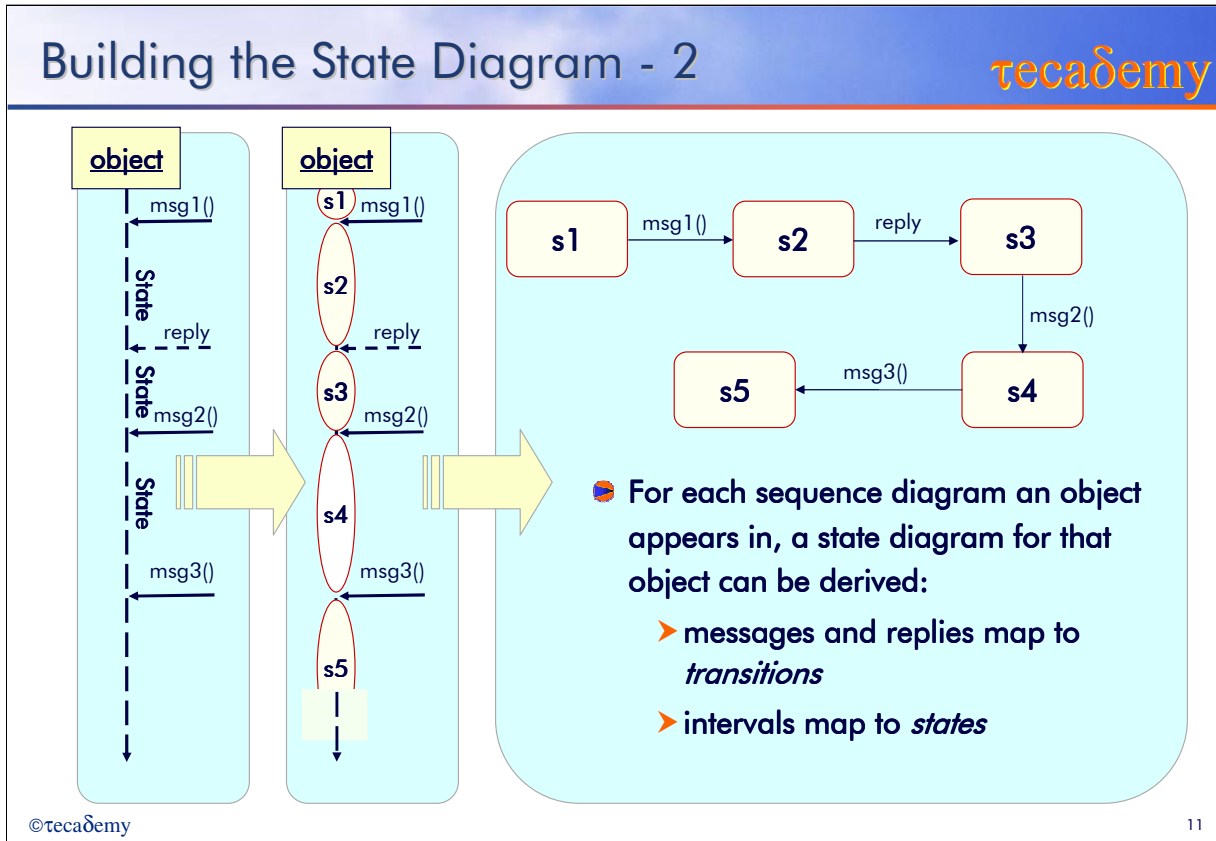 Building the State Diagram - 2
τecaδemy
object
msg1()
State
reply
State
msg2()
State
msg3()
object
s1
msg1()
s2
reply
s3
msg2()
s4
msg3()
s5
s1
msg1()
s2
reply
s3
msg2()
s5
msg3()
s4
For each sequence diagram an object
appears in, a state diagram for that
object can be derived:
messages and replies map to
transitions
intervals map to states
©τecaδemy
11